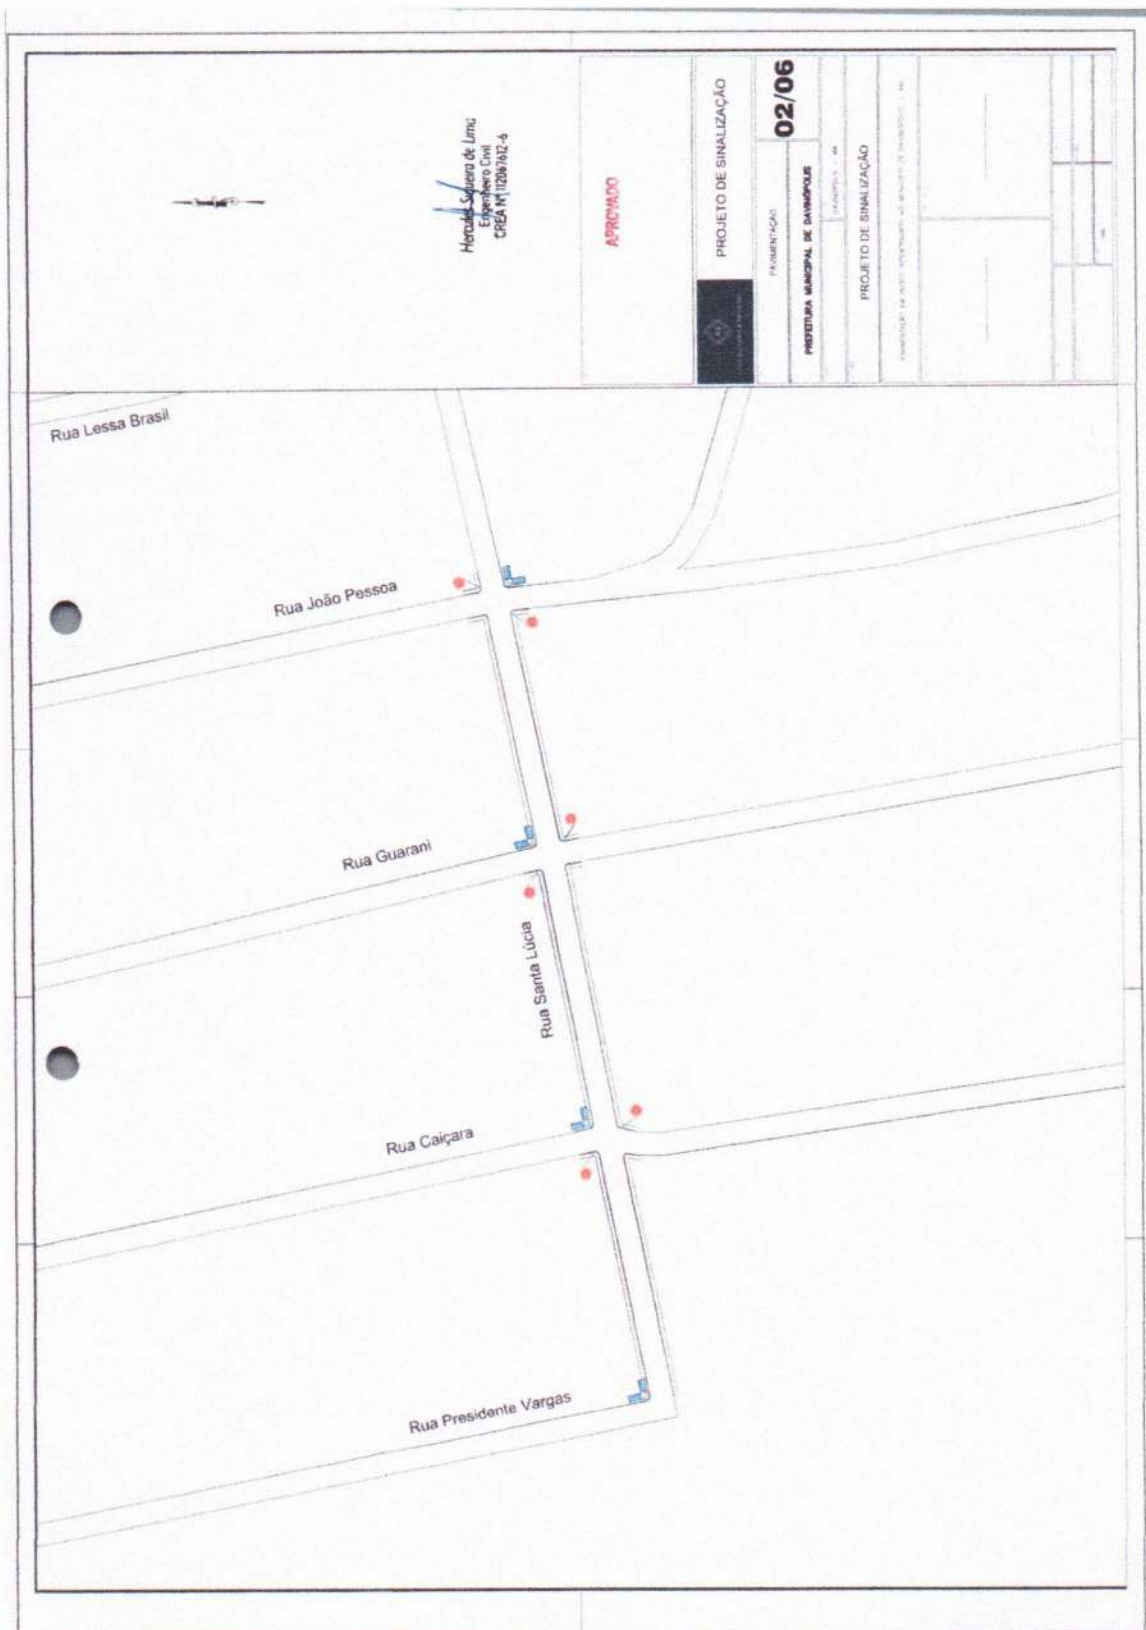 Hercules Siqueira de Lima
Engenheiro Civil
CREA Nº 112067612-6
APROVADO
PROJETO DE SINALIZAÇÃO
PAVIMENTAÇÃO
02/06
PREFEITURA MUNICIPAL DE DAVINÓPOLIS
DAVINÓPOLIS - MA
PROJETO DE SINALIZAÇÃO
Rua Lessa Brasil
Rua João Pessoa
Rua Guarani
Rua Santa Lúcia
Rua Caiçara
Rua Presidente Vargas